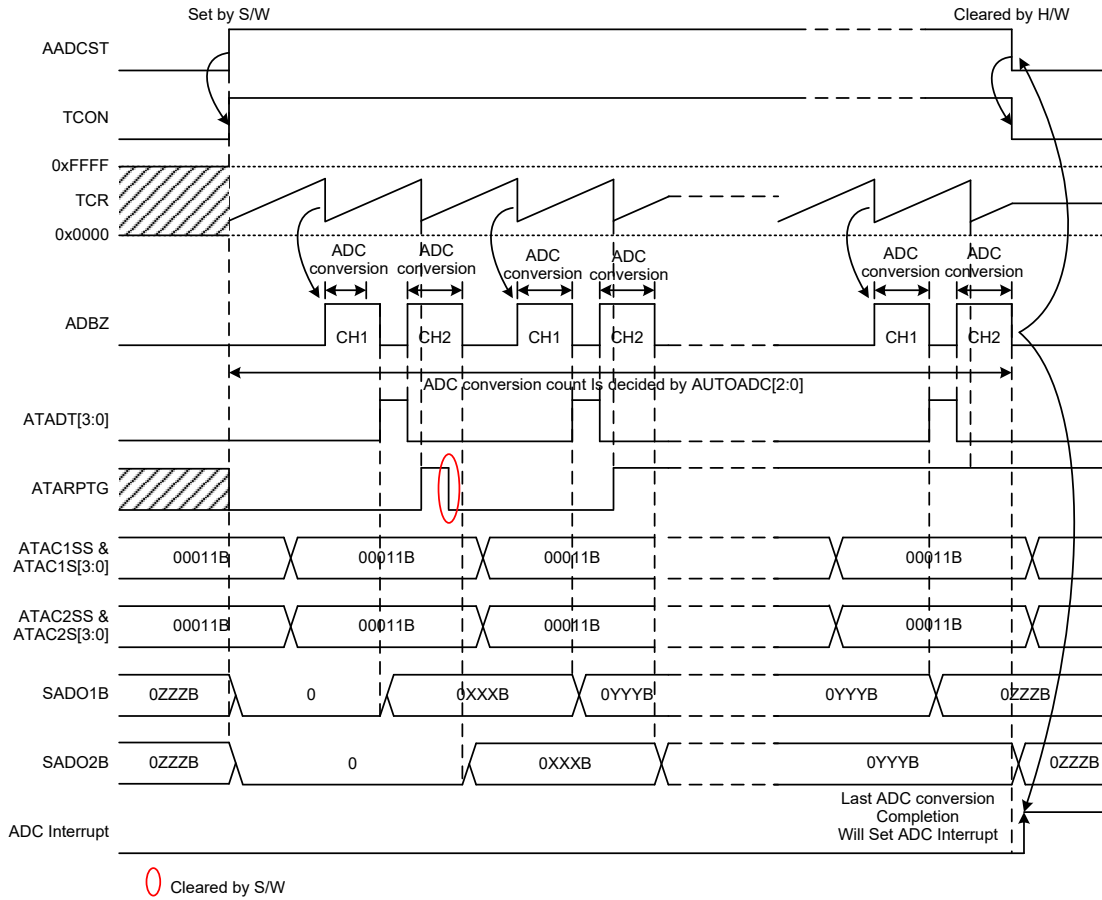 Set by S/W
Cleared by H/W
AADCST
TCON
0xFFFF
TCR
0x0000
ADC
conversion
ADC
conversion
ADC
conversion
ADC
conversion
ADC
conversion
ADC
conversion
ADBZ
CH1
CH2
CH1
CH2
CH1
CH2
ADC conversion count Is decided by AUTOADC[2:0]
ATADT[3:0]
ATARPTG
ATAC1SS &
ATAC1S[3:0]
00011B
00011B
00011B
00011B
ATAC2SS &
ATAC2S[3:0]
00011B
00011B
00011B
00011B
SADO1B
0ZZZB
0
0XXXB
0YYYB
0YYYB
0ZZZB
SADO2B
0ZZZB
0
0XXXB
0YYYB
0ZZZB
Last ADC conversion
Completion
Will Set ADC Interrupt
ADC Interrupt
Cleared by S/W